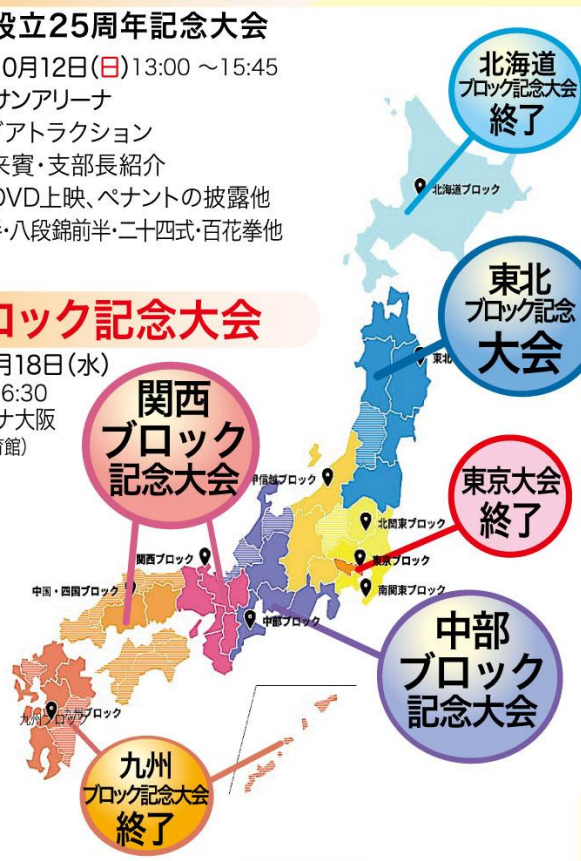 設立25周年記念大会
0月12日(日)13:00 ～15:45
サンアリーナ
アトラクション
来賓・支部長紹介
DVD上映、ペナントの披露他
・八段錦前半・二十四式・百花拳他
ロック記念大会
月18日(水)
6:30
ナ大阪
育館)
北海道
ブロック記念大会
終了
北海道ブロック
東北
ブロック記念
大会
東北
関西
ブロック
記念大会
甲信越ブロック
東京大会
終了
北関東ブロック
東京ブロック
関西ブロック
南関東ブロック
中国・四国ブロック
中部ブロック
中部
ブロック
記念大会
九州ブロック
九州ブロック
九州
ブロック記念大会
終了